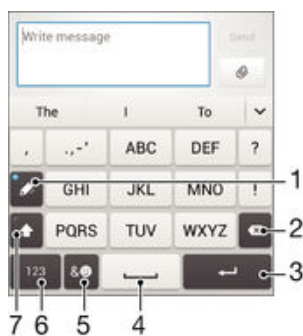 Write message
Send
The I To
, .,-' ABC DEF ?
GHI JKL MNO !
1
PQRS TUV WXYZ
2
123 &
3
7 6 5 4